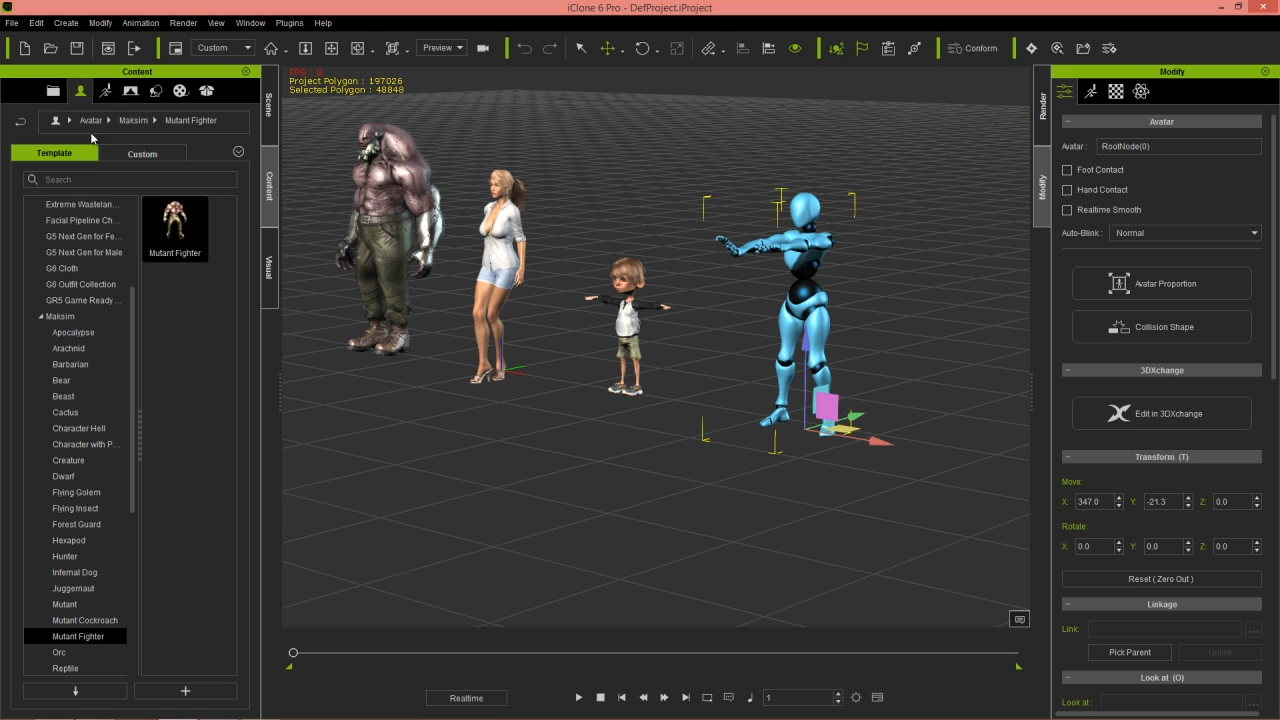 iClone 6 Pro - DefProject.iProject
File Edit Create Modify Animation Render View Window Plugins Help
Custom
Preview
Conform
Content
Avatar Maksim Mutant Fighter
Template Custom
Search
Extreme Wastelan...
Facial Pipeline Ch...
G5 Next Gen for Fe...
G5 Next Gen for Male
G6 Cloth
G6 Outfit Collection
GR5 Game Ready ...
Maksim
Apocalypse
Arachnid
Barbarian
Bear
Beast
Cactus
Character Hell
Character with P...
Creature
Dwarf
Flying Golem
Flying Insect
Forest Guard
Hexapod
Hunter
Infernal Dog
Juggernaut
Mutant
Mutant Cockroach
Mutant Fighter
Orc
Reptile
Mutant Fighter
Scene
Content
Visual
FPS : 0
Project Polygon : 197026
Selected Polygon : 48848
Realtime
1
Render
Modify
Modify
Avatar
Avatar : RootNode(0)
Foot Contact
Hand Contact
Realtime Smooth
Auto-Blink : Normal
Avatar Proportion
Collision Shape
3DXchange
Edit in 3DXchange
Transform (T)
Move:
X: 347.0 Y: -21.3 Z: 0.0
Rotate:
X: 0.0 Y: 0.0 Z: 0.0
Reset ( Zero Out )
Linkage
Link:
Pick Parent Unlink
Look at (O)
Look at :